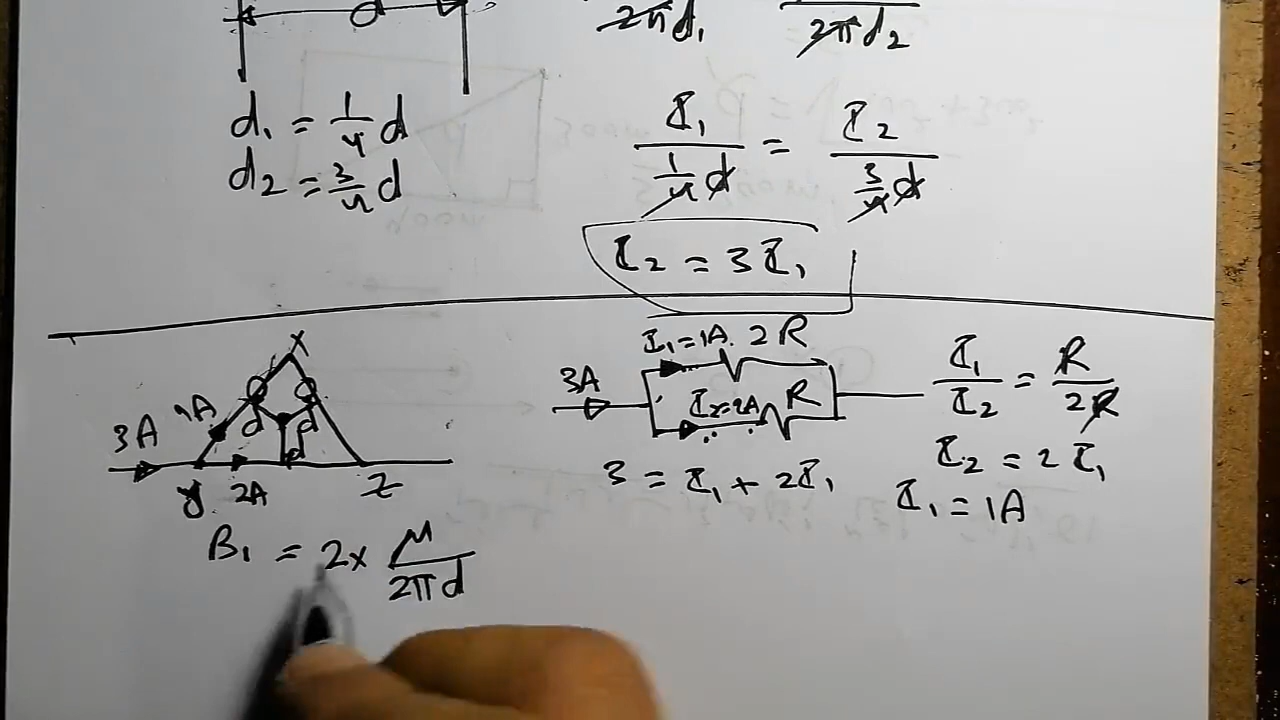 d
2πd₁ 2πd₂
d₁ = 1/4 d
d₂ = 3/4 d
I₁ / (1/4 d) = I₂ / (3/4 d)
I₂ = 3I₁
x
3A 1A d d d
y 2A z
I₁=1A 2R
3A I₂=2A R
3 = I₁ + 2I₁
I₁/I₂ = R/2R
I₂ = 2I₁
I₁ = 1A
B₁ = 2x μ/2πd